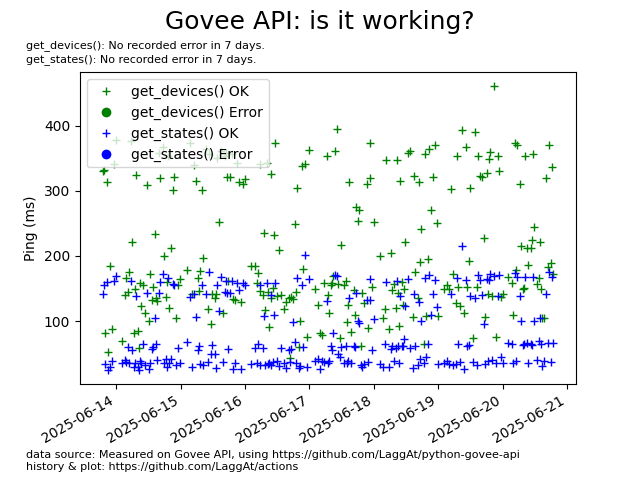 Govee API: is it working?
get_devices(): No recorded error in 7 days.
get_states(): No recorded error in 7 days.
get_devices() OK
get_devices() Error
get_states() OK
get_states() Error
Ping (ms)
400
300
200
100
2025-06-14
2025-06-15
2025-06-16
2025-06-17
2025-06-18
2025-06-19
2025-06-20
2025-06-21
data source: Measured on Govee API, using https://github.com/LaggAt/python-govee-api
history & plot: https://github.com/LaggAt/actions